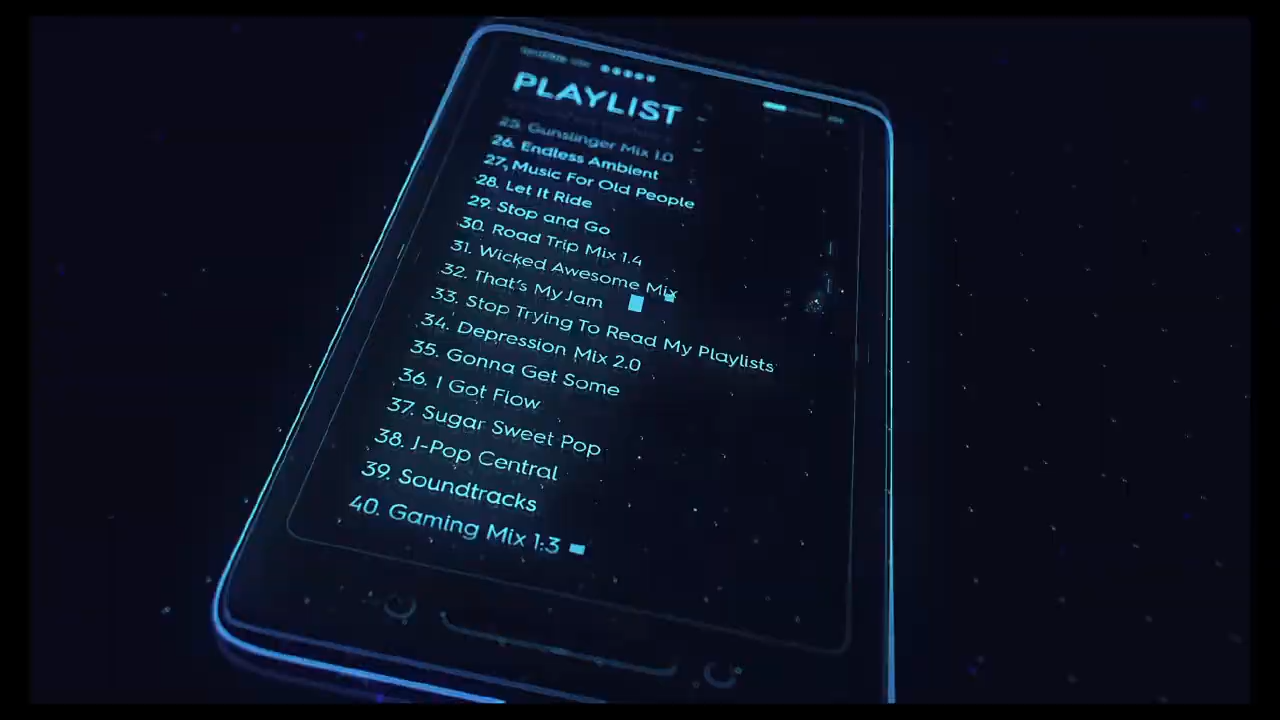 PLAYLIST
25. Gunslinger Mix 1.0
26. Endless Ambient
27. Music For Old People
28. Let It Ride
29. Stop and Go
30. Road Trip Mix 1.4
31. Wicked Awesome Mix
32. That's My Jam
33. Stop Trying To Read My Playlists
34. Depression Mix 2.0
35. Gonna Get Some
36. I Got Flow
37. Sugar Sweet Pop
38. J-Pop Central
39. Soundtracks
40. Gaming Mix 1:3